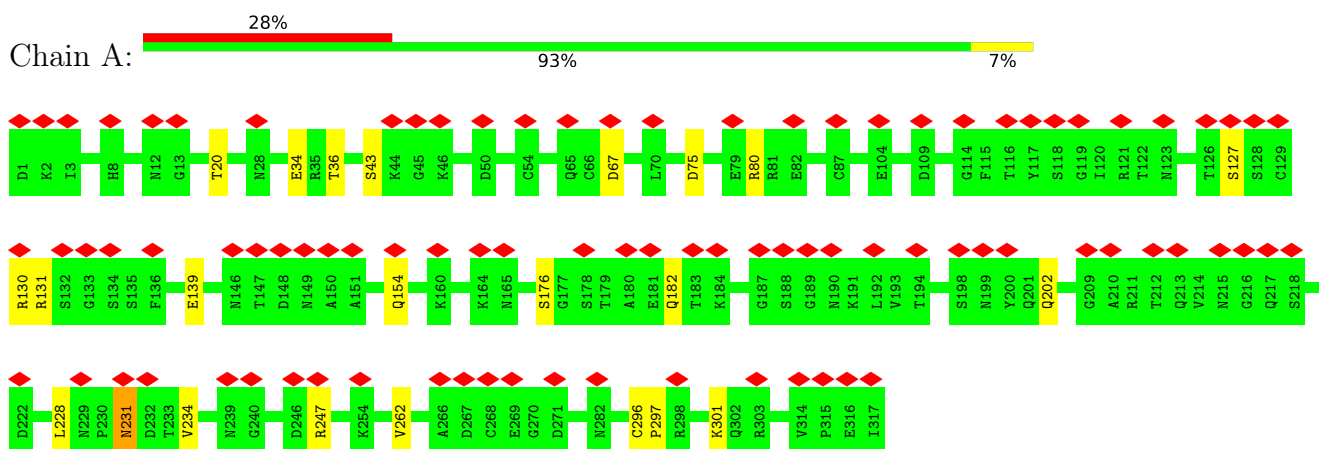 28%
Chain A:
93% 7%
D1 K2 I3 H8 N12 G13 T20 N28 E34 R35 T36 S43 K44 G45 K46 D50 C54 Q65 C66 D67 L70 D75 E79 R80 R81 E82 C87 E104 D109 G114 F115 T116 Y117 S118 G119 I120 R121 T122 N123 T126 S127 S128 C129
R130 R131 S132 G133 S134 S135 F136 E139 N146 T147 D148 N149 A150 A151 Q154 K160 K164 N165 S176 G177 S178 T179 A180 E181 Q182 T183 K184 G187 S188 G189 N190 K191 L192 V193 T194 S198 N199 Y200 Q201 Q202 G209 A210 R211 T212 Q213 V214 N215 G216 Q217 S218
D222 L228 N229 P230 N231 D232 T233 V234 N239 G240 D246 R247 K254 V262 A266 D267 C268 E269 G270 D271 N282 C296 P297 R298 K301 Q302 R303 V314 P315 E316 I317